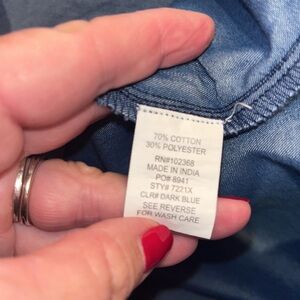 70% COTTON
30% POLYESTER
RN#102368
MADE IN INDIA
PO# 8941
STY# 7221X
CLR# DARK BLUE
SEE REVERSE
FOR WASH CARE